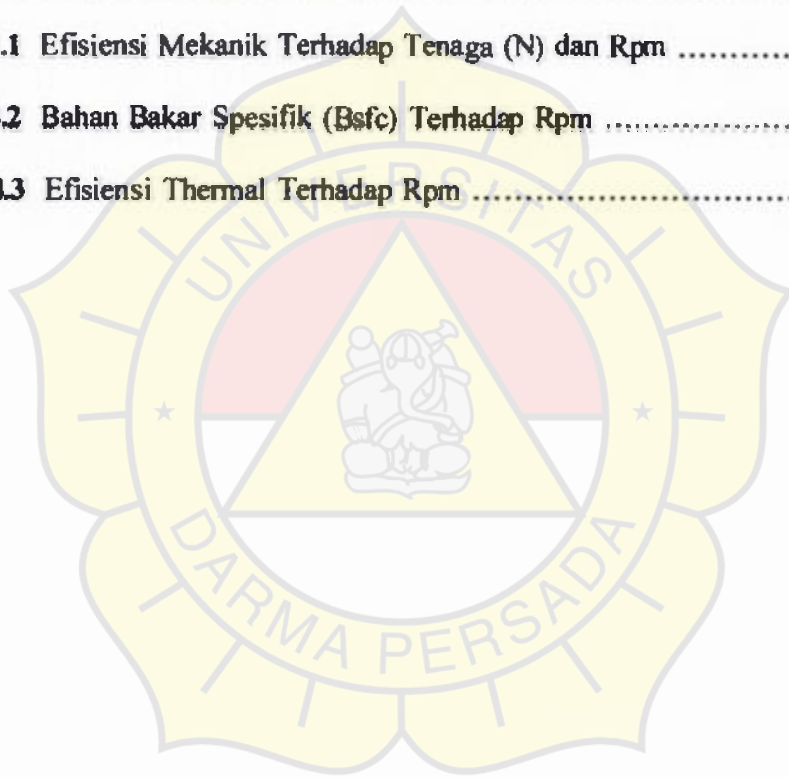 .1 Efisiensi Mekanik Terhadap Tenaga (N) dan Rpm ............
.2 Bahan Bakar Spesifik (Bsfc) Terhadap Rpm ....................
.3 Efisiensi Thermal Terhadap Rpm ................................
UNIVERSITAS
DARMA PERSADA